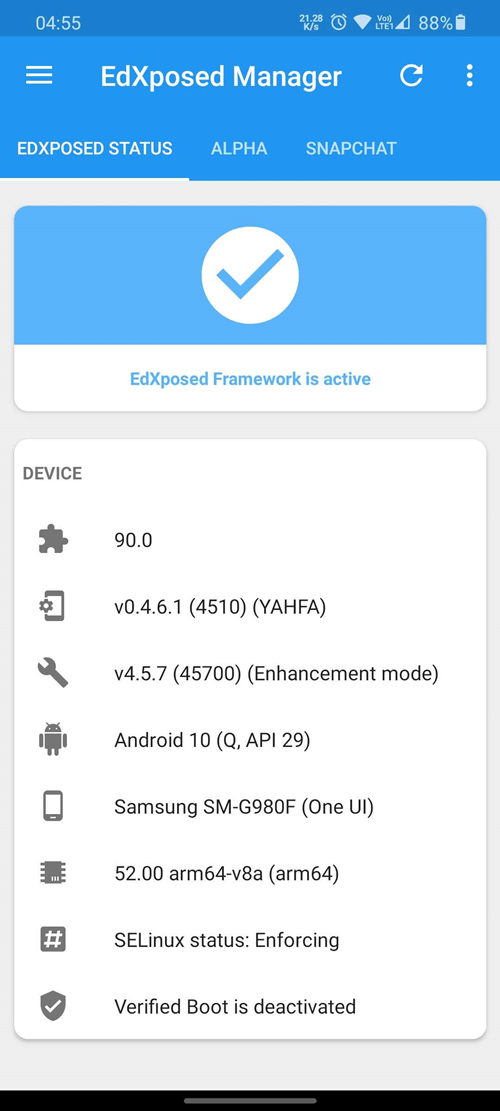 04:55
21.28
K/s
Vo))
LTE1
88%
EdXposed Manager
EDXPOSED STATUS
ALPHA
SNAPCHAT
EdXposed Framework is active
DEVICE
90.0
v0.4.6.1 (4510) (YAHFA)
v4.5.7 (45700) (Enhancement mode)
Android 10 (Q, API 29)
Samsung SM-G980F (One UI)
52.00 arm64-v8a (arm64)
SELinux status: Enforcing
Verified Boot is deactivated